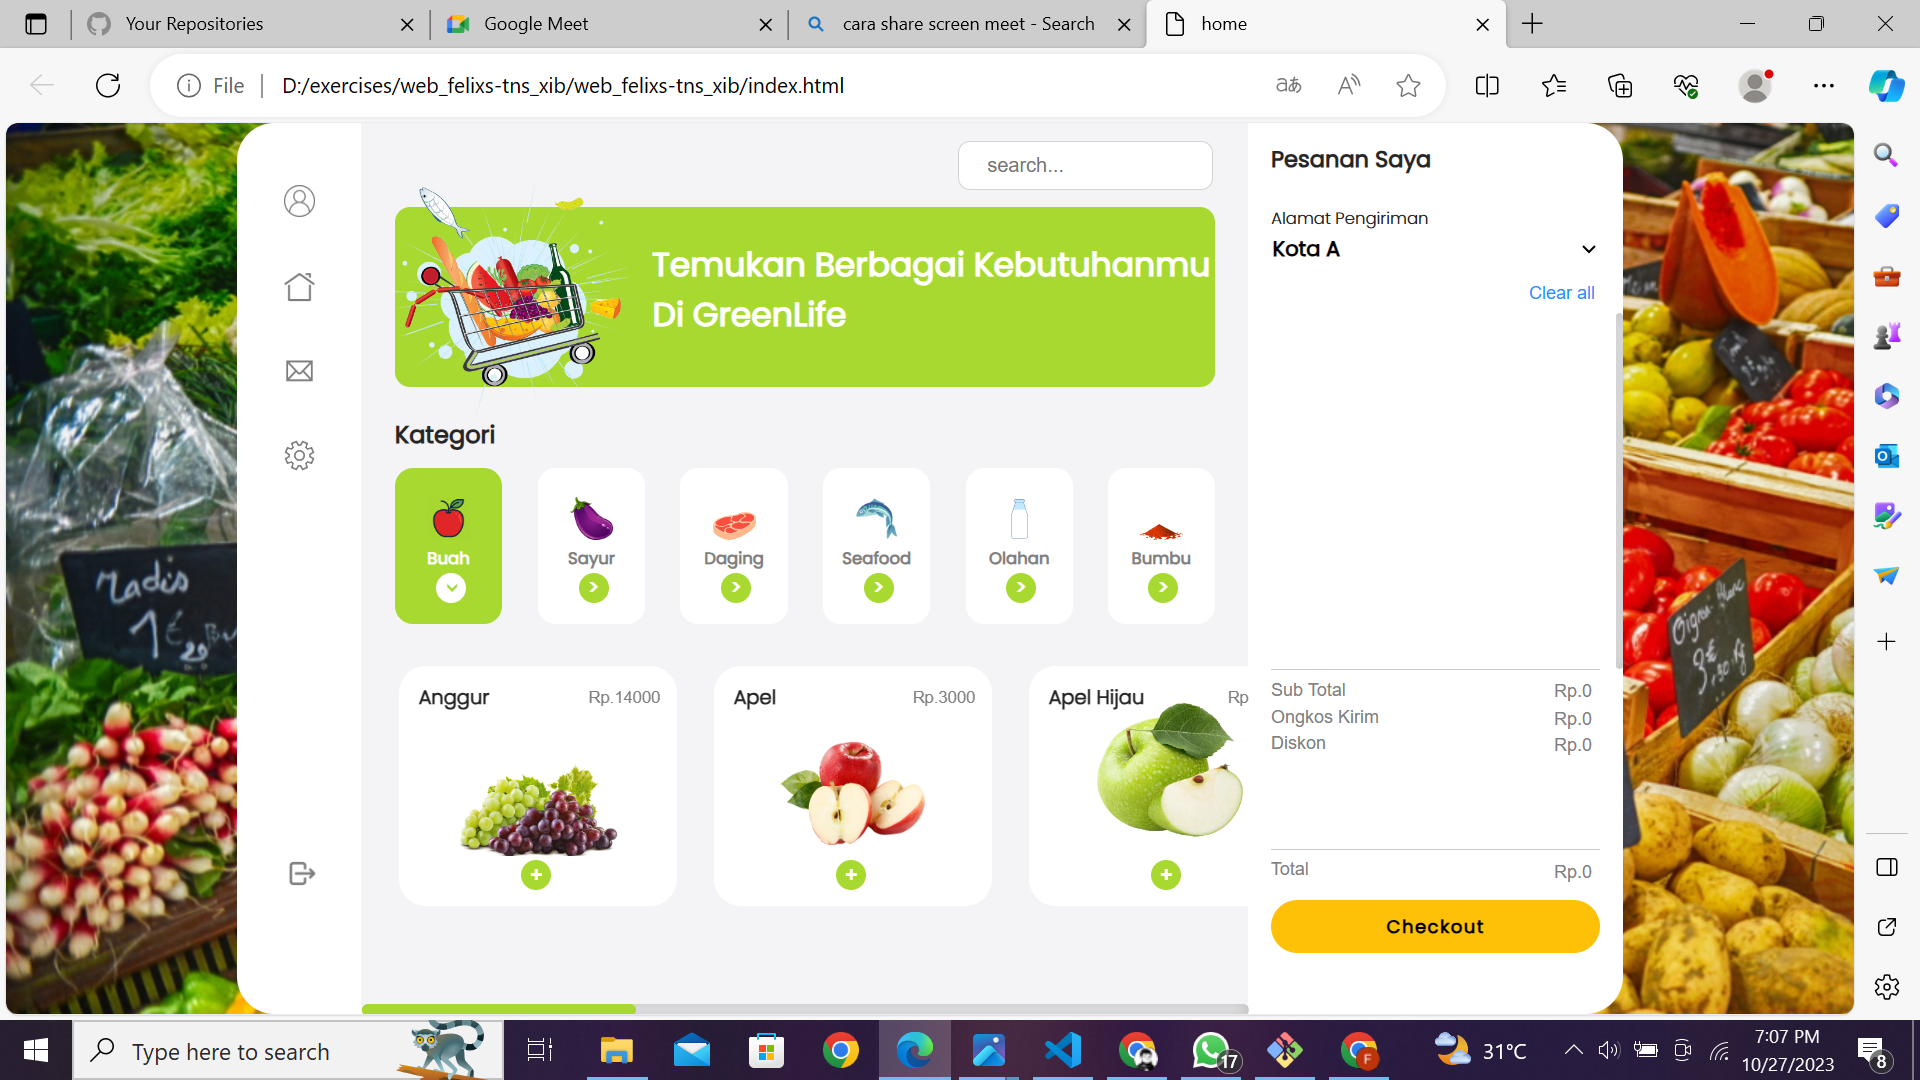 Your Repositories
Google Meet
cara share screen meet - Search
home
File
D:/exercises/web_felixs-tns_xib/web_felixs-tns_xib/index.html
search...
Temukan Berbagai Kebutuhanmu
Di GreenLife
Kategori
Buah
Sayur
Daging
Seafood
Olahan
Bumbu
Anggur
Rp.14000
Apel
Rp.3000
Apel Hijau
Rp
Pesanan Saya
Alamat Pengiriman
Kota A
Clear all
Sub Total
Rp.0
Ongkos Kirim
Rp.0
Diskon
Rp.0
Total
Rp.0
Checkout
Radis
1€
Oignon Blanc
Type here to search
17
F
31°C
7:07 PM
10/27/2023
8